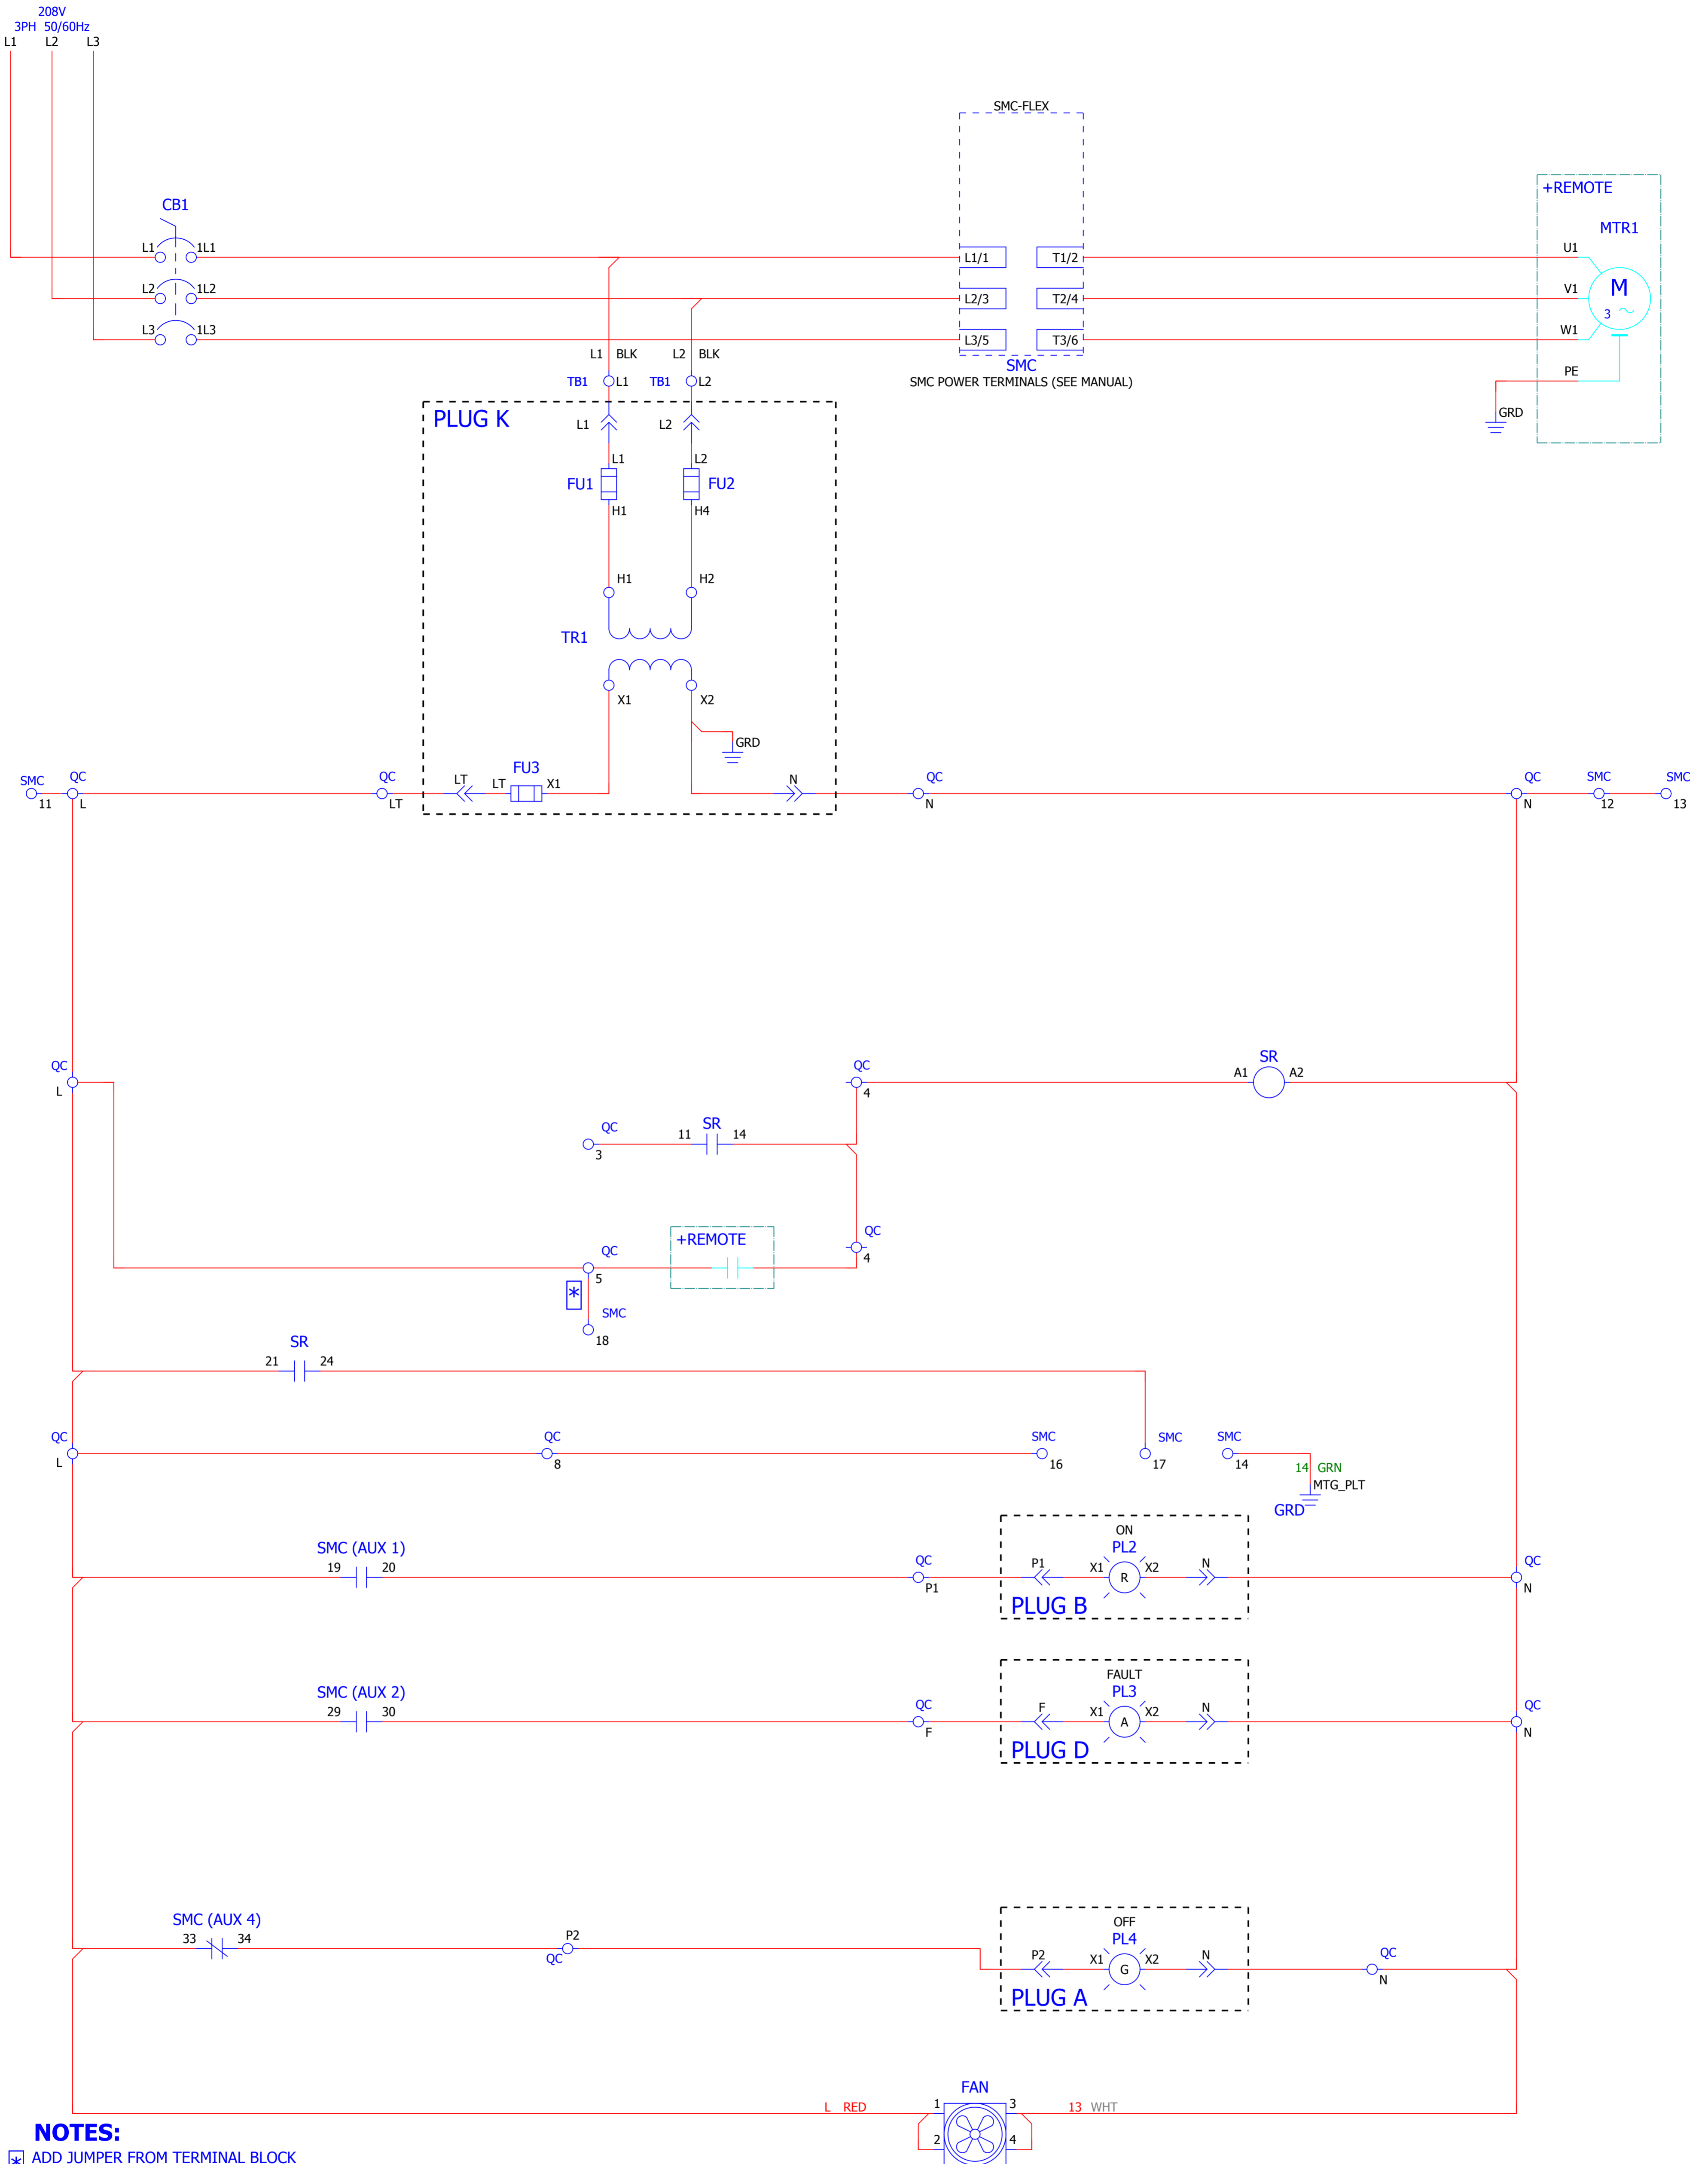 208V
3PH 50/60Hz
L1 L2 L3
SMC-FLEX
+REMOTE
CB1
MTR1
L1 1L1 L1/1 T1/2 U1
L2 1L2 L2/3 T2/4 V1
M
3
L3 1L3 L3/5 T3/6 W1
L1 BLK L2 BLK
SMC
SMC POWER TERMINALS (SEE MANUAL)
PE
TB1 L1 TB1 L2
GRD
PLUG K
L1 L2
L1 L2
FU1 FU2
H1 H4
H1 H2
TR1
X1 X2
GRD
FU3
SMC QC QC LT LT X1 N QC QC SMC SMC
11 L LT N N 12 13
QC QC SR
L 4 A1 A2
QC SR
3 11 14
QC
4
+REMOTE
QC
5
*
SMC
18
SR
21 24
QC QC SMC SMC SMC
L 8 16 17 14
14 GRN
MTG_PLT
GRD
ON
SMC (AUX 1) PL2
19 20 QC P1 X1 R X2 N QC
P1 N
PLUG B
FAULT
SMC (AUX 2) PL3
29 30 QC F X1 A X2 N QC
F N
PLUG D
OFF
SMC (AUX 4) PL4
33 34 P2
QC
P2 X1 G X2 N QC
N
PLUG A
FAN
L RED 1 3 13 WHT
2 4
NOTES:
* ADD JUMPER FROM TERMINAL BLOCK